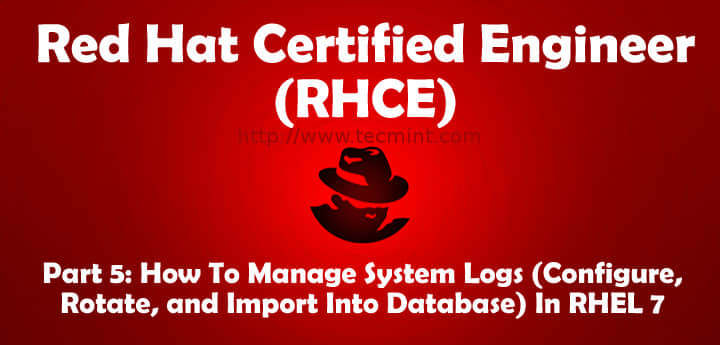 Red Hat Certified Engineer
(RHCE)
http://www.tecmint.com
Part 5: How To Manage System Logs (Configure,
Rotate, and Import Into Database) In RHEL 7